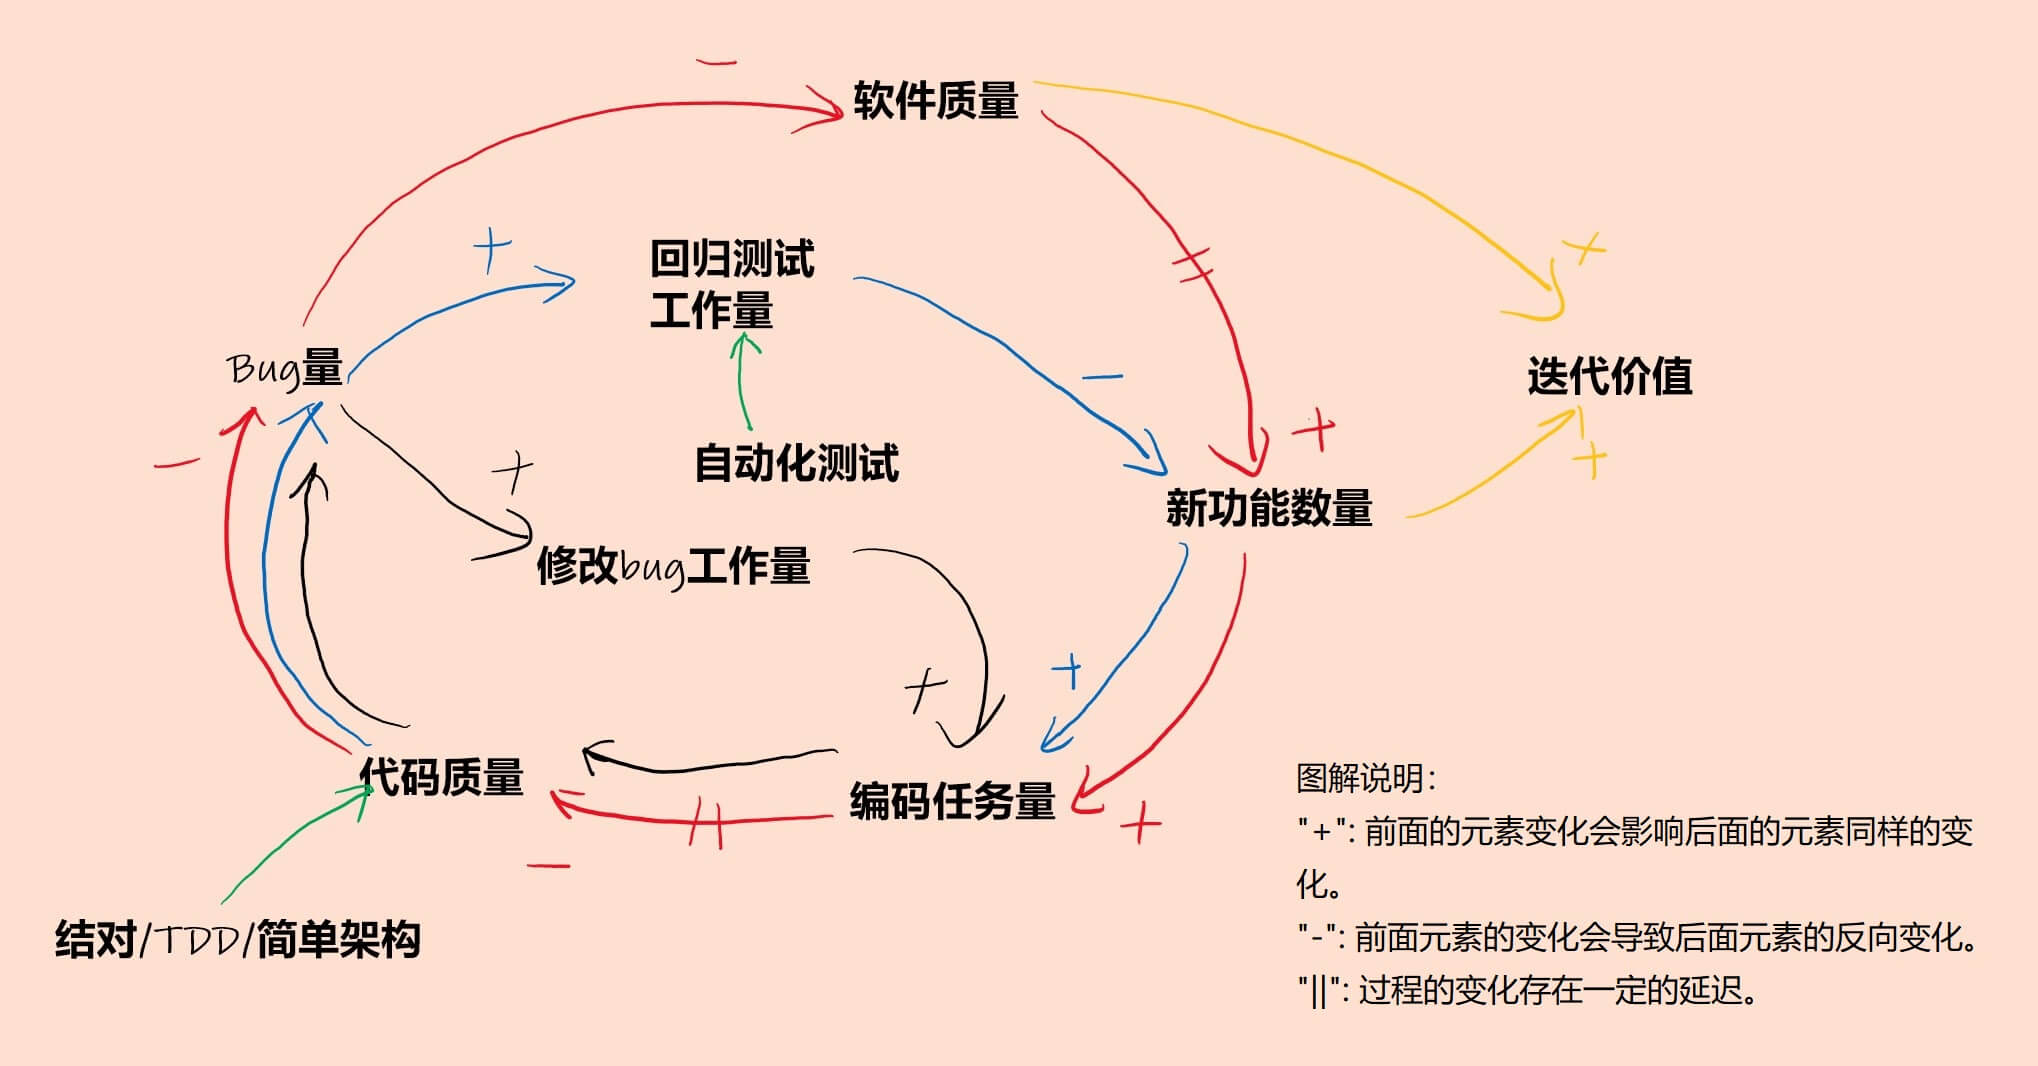 −
软件质量
+
回归测试
工作量
+
−
Bug量
迭代价值
+
−
+
+
自动化测试
新功能数量
修改bug工作量
+
+
代码质量
编码任务量
+
−
结对/TDD/简单架构
图解说明：
"+": 前面的元素变化会影响后面的元素同样的变
化。
"-": 前面元素的变化会导致后面元素的反向变化。
"||": 过程的变化存在一定的延迟。